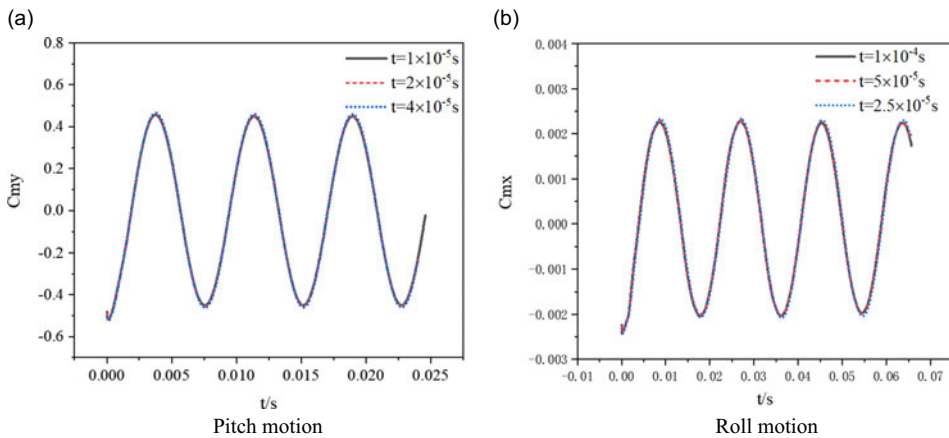 (a)
0.8
0.6
0.4
0.2
0.0
-0.2
-0.4
-0.6
Cmy
t=1×10⁻⁵s
t=2×10⁻⁵s
t=4×10⁻⁵s
0.000 0.005 0.010 0.015 0.020 0.025
t/s
Pitch motion
(b)
0.004
0.003
0.002
0.001
0.000
-0.001
-0.002
-0.003
Cmx
t=1×10⁻⁴s
t=5×10⁻⁵s
t=2.5×10⁻⁵s
-0.01 0.00 0.01 0.02 0.03 0.04 0.05 0.06 0.07
t/s
Roll motion